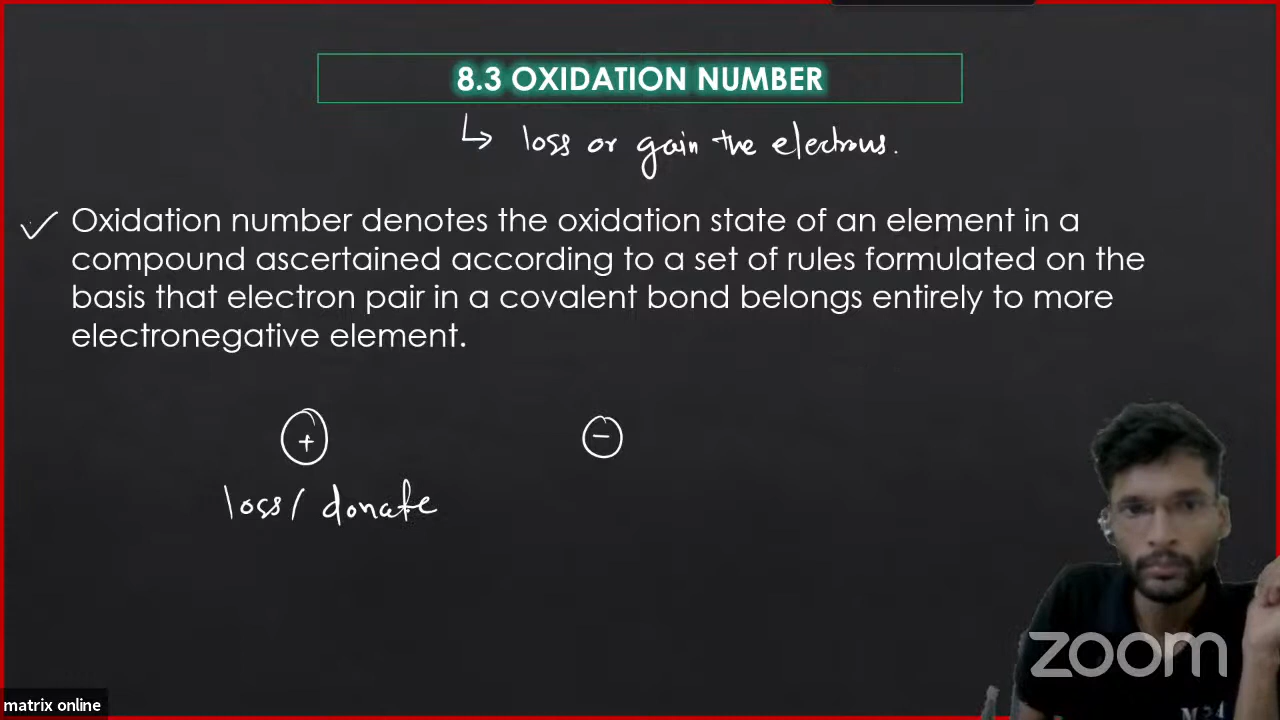 8.3 OXIDATION NUMBER
↳ loss or gain the electrons.
✓ Oxidation number denotes the oxidation state of an element in a
compound ascertained according to a set of rules formulated on the
basis that electron pair in a covalent bond belongs entirely to more
electronegative element.
+ −
loss/ donate
zoom
matrix online